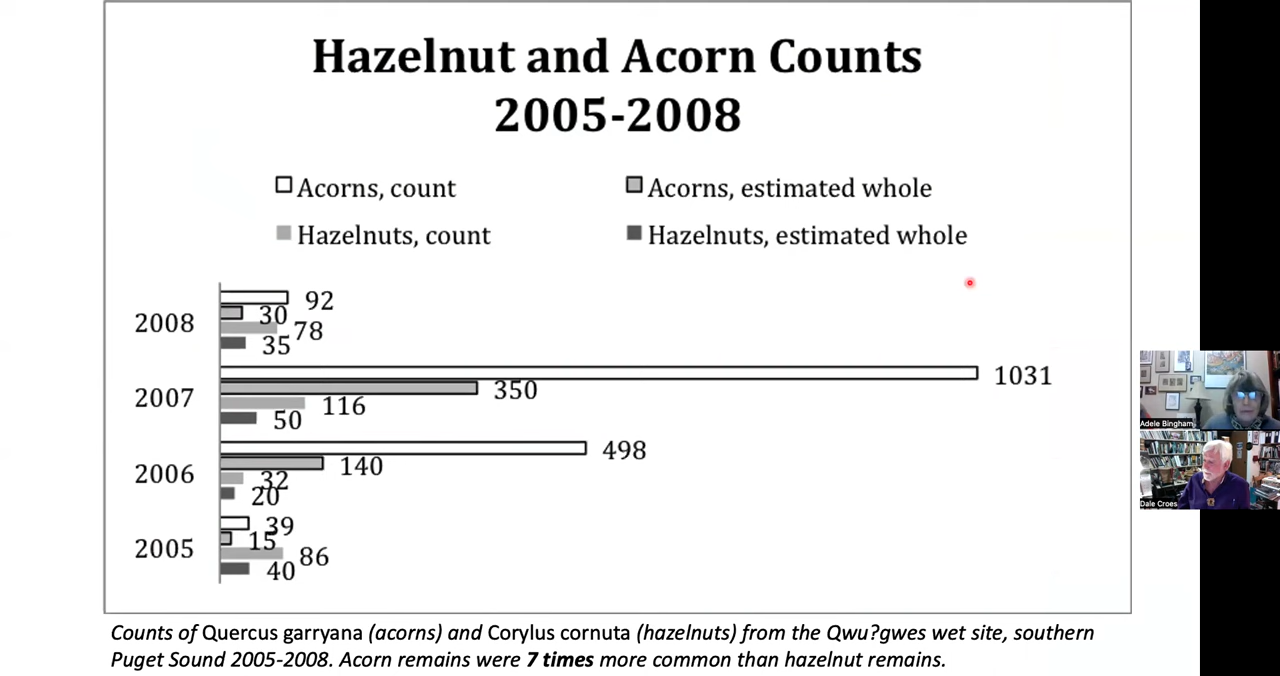 Hazelnut and Acorn Counts
2005-2008
Acorns, count
Acorns, estimated whole
Hazelnuts, count
Hazelnuts, estimated whole
2008
92
30
78
35
2007
1031
350
116
50
2006
498
140
32
20
2005
39
15
86
40
Counts of Quercus garryana (acorns) and Corylus cornuta (hazelnuts) from the Qwu?gwes wet site, southern
Puget Sound 2005-2008. Acorn remains were 7 times more common than hazelnut remains.
Adele Bingham
Dale Croes